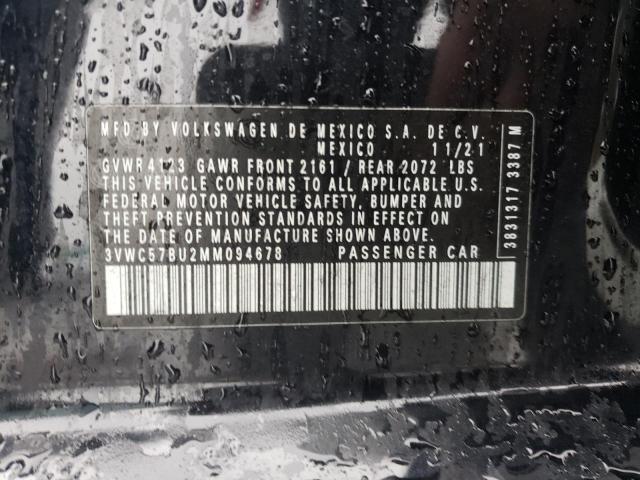 MFD BY VOLKSWAGEN DE MEXICO S.A. DE C.V.
MEXICO 11/21
GVWR 4123 GAWR FRONT 2161 / REAR 2072 LBS
THIS VEHICLE CONFORMS TO ALL APPLICABLE U.S.
FEDERAL MOTOR VEHICLE SAFETY, BUMPER AND
THEFT PREVENTION STANDARDS IN EFFECT ON
THE DATE OF MANUFACTURE SHOWN ABOVE.
3VWC57BU2MM094678 PASSENGER CAR
3831317 3387 M